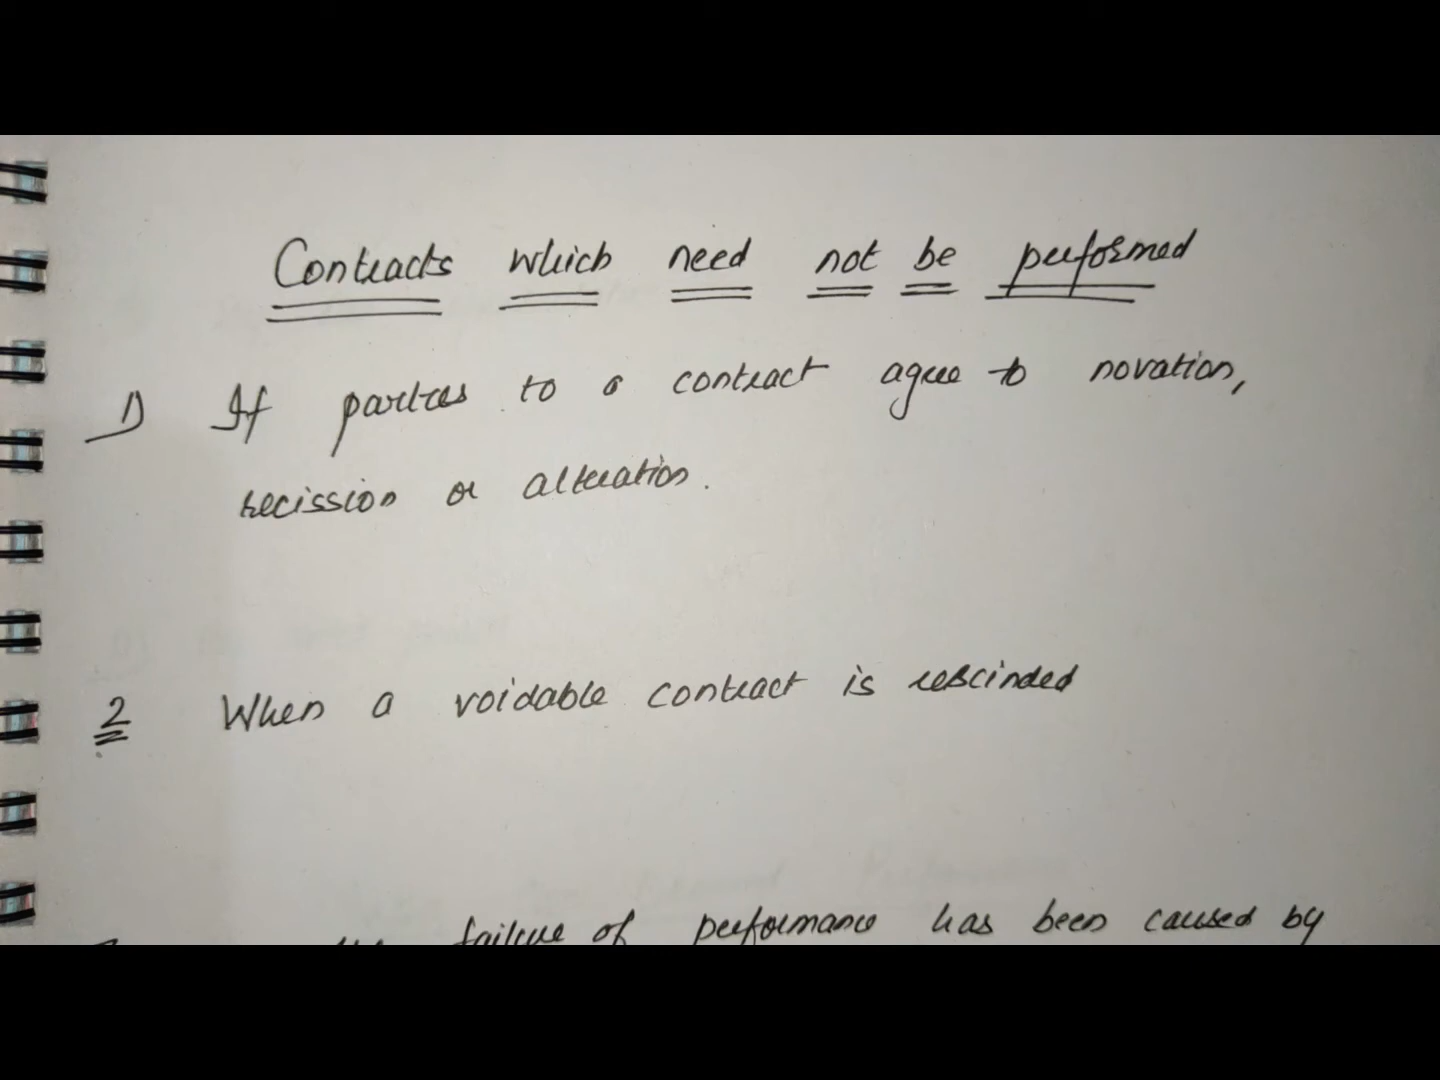 Contracts which need not be performed
1) If parties to a contract agree to novation,
recission or alteration.
2 When a voidable contract is rescinded
failure of performance has been caused by